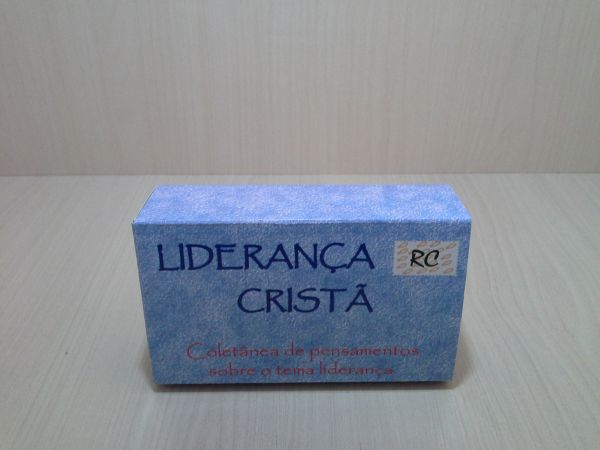 LIDERANÇA
RC
CRISTÃ
Coletânea de pensamentos
sobre o tema liderança